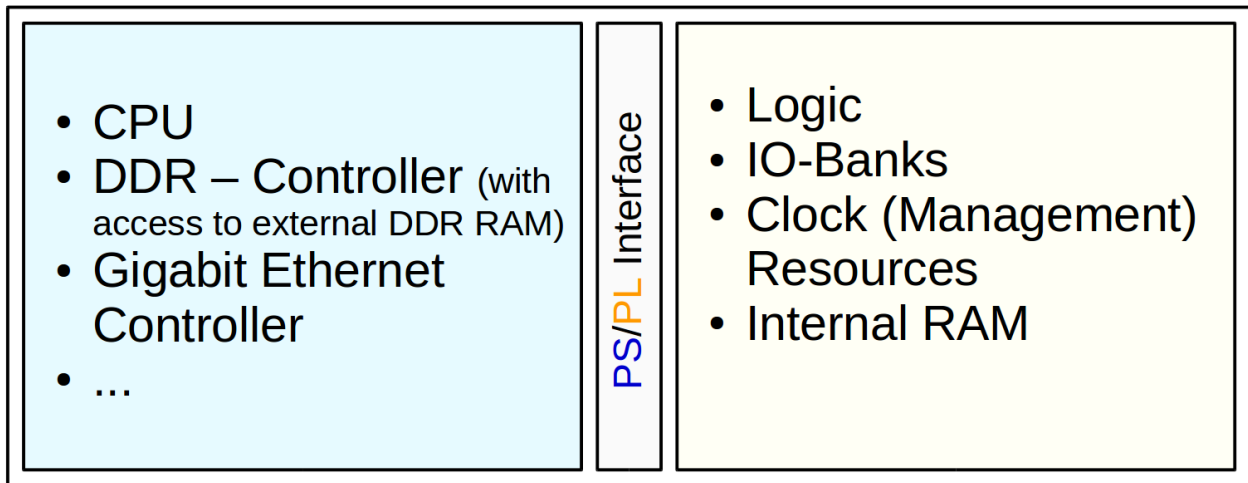 • CPU
• DDR – Controller (with
access to external DDR RAM)
• Gigabit Ethernet
Controller
• ...
PS/PL Interface
• Logic
• IO-Banks
• Clock (Management)
Resources
• Internal RAM